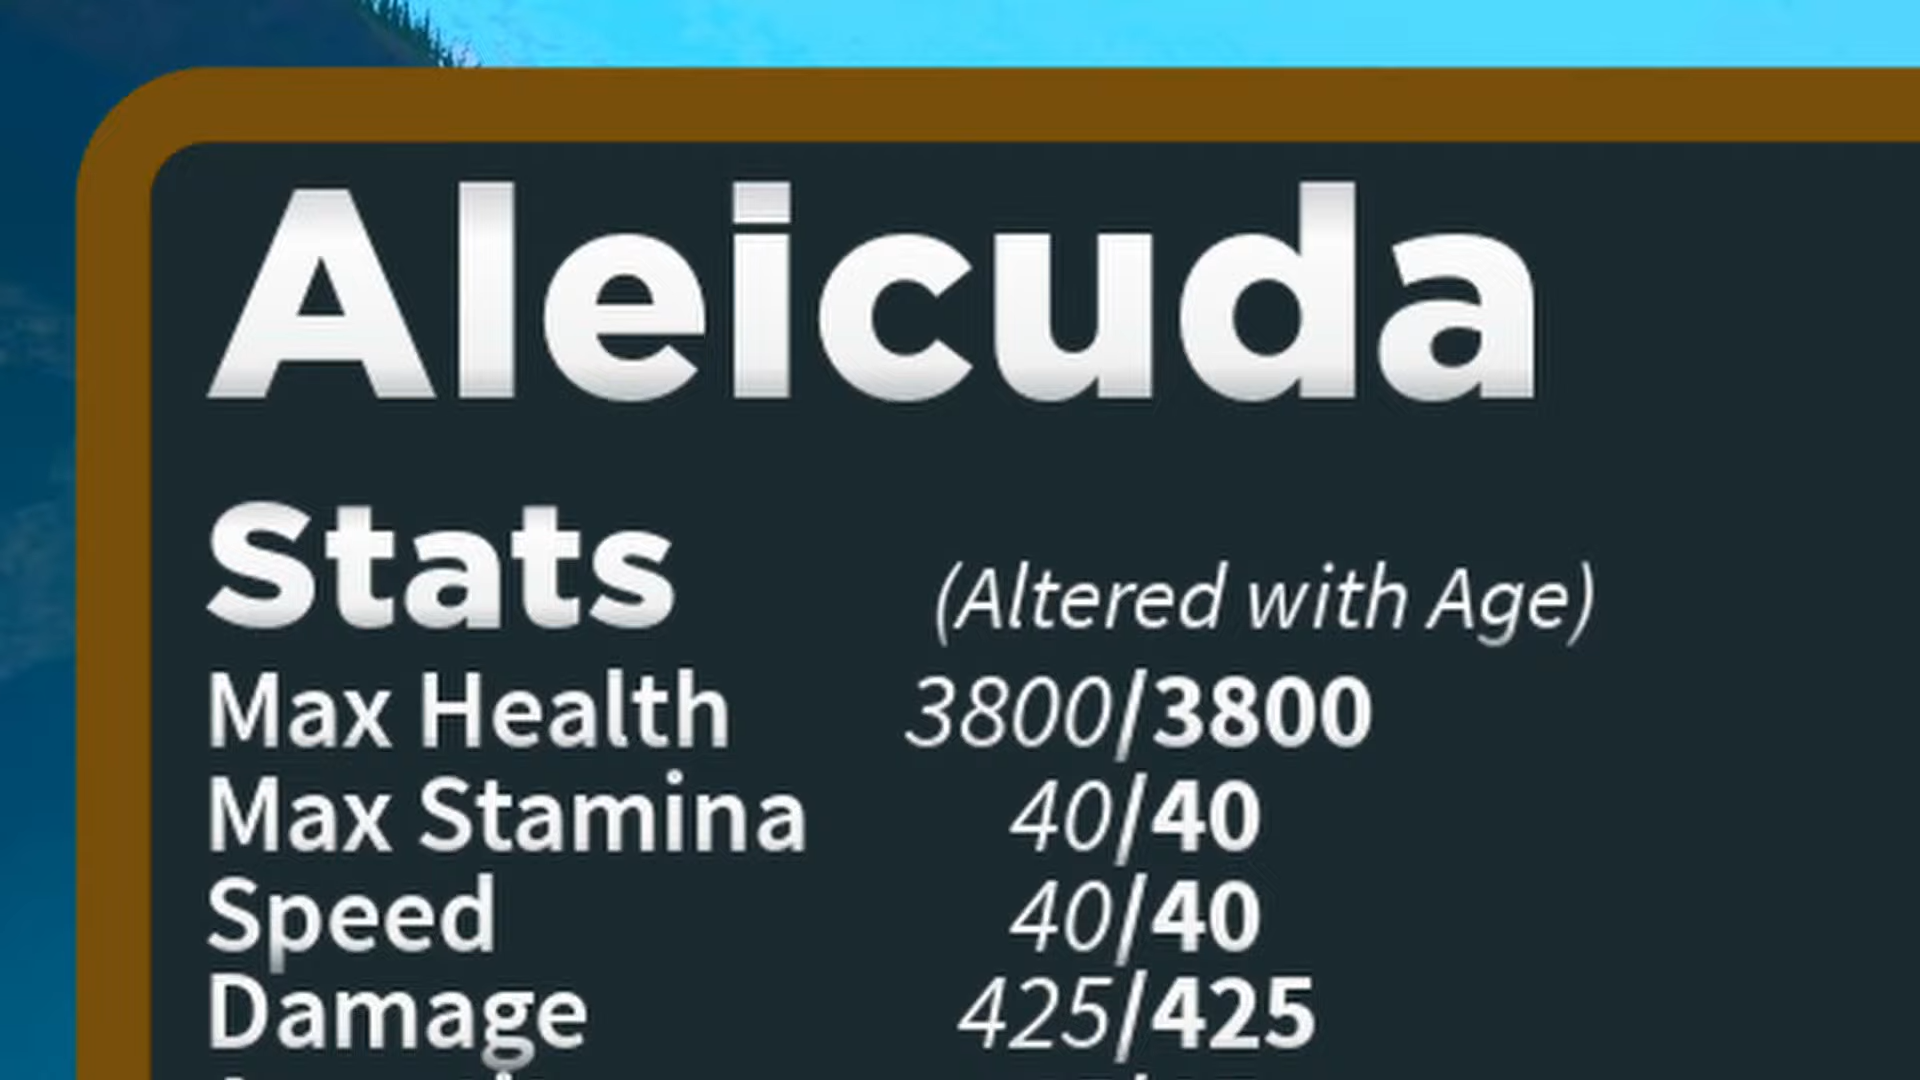 Aleicuda
Stats (Altered with Age)
Max Health 3800/3800
Max Stamina 40/40
Speed 40/40
Damage 425/425